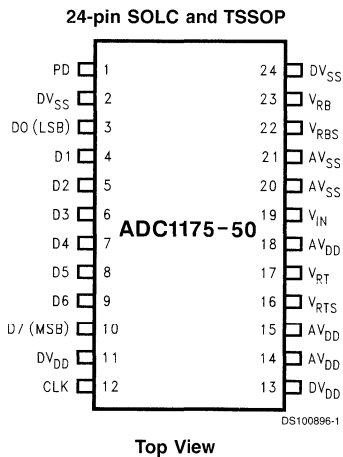 24-pin SOLC and TSSOP
PD 1 24 DVSS
DVSS 2 23 VRB
D0 (LSB) 3 22 VRBS
D1 4 21 AVSS
D2 5 20 AVSS
D3 6 19 VIN
ADC1175-50
D4 7 18 AVDD
D5 8 17 VRT
D6 9 16 VRTS
D7 (MSB) 10 15 AVDD
DVDD 11 14 AVDD
CLK 12 13 DVDD
DS100896-1
Top View